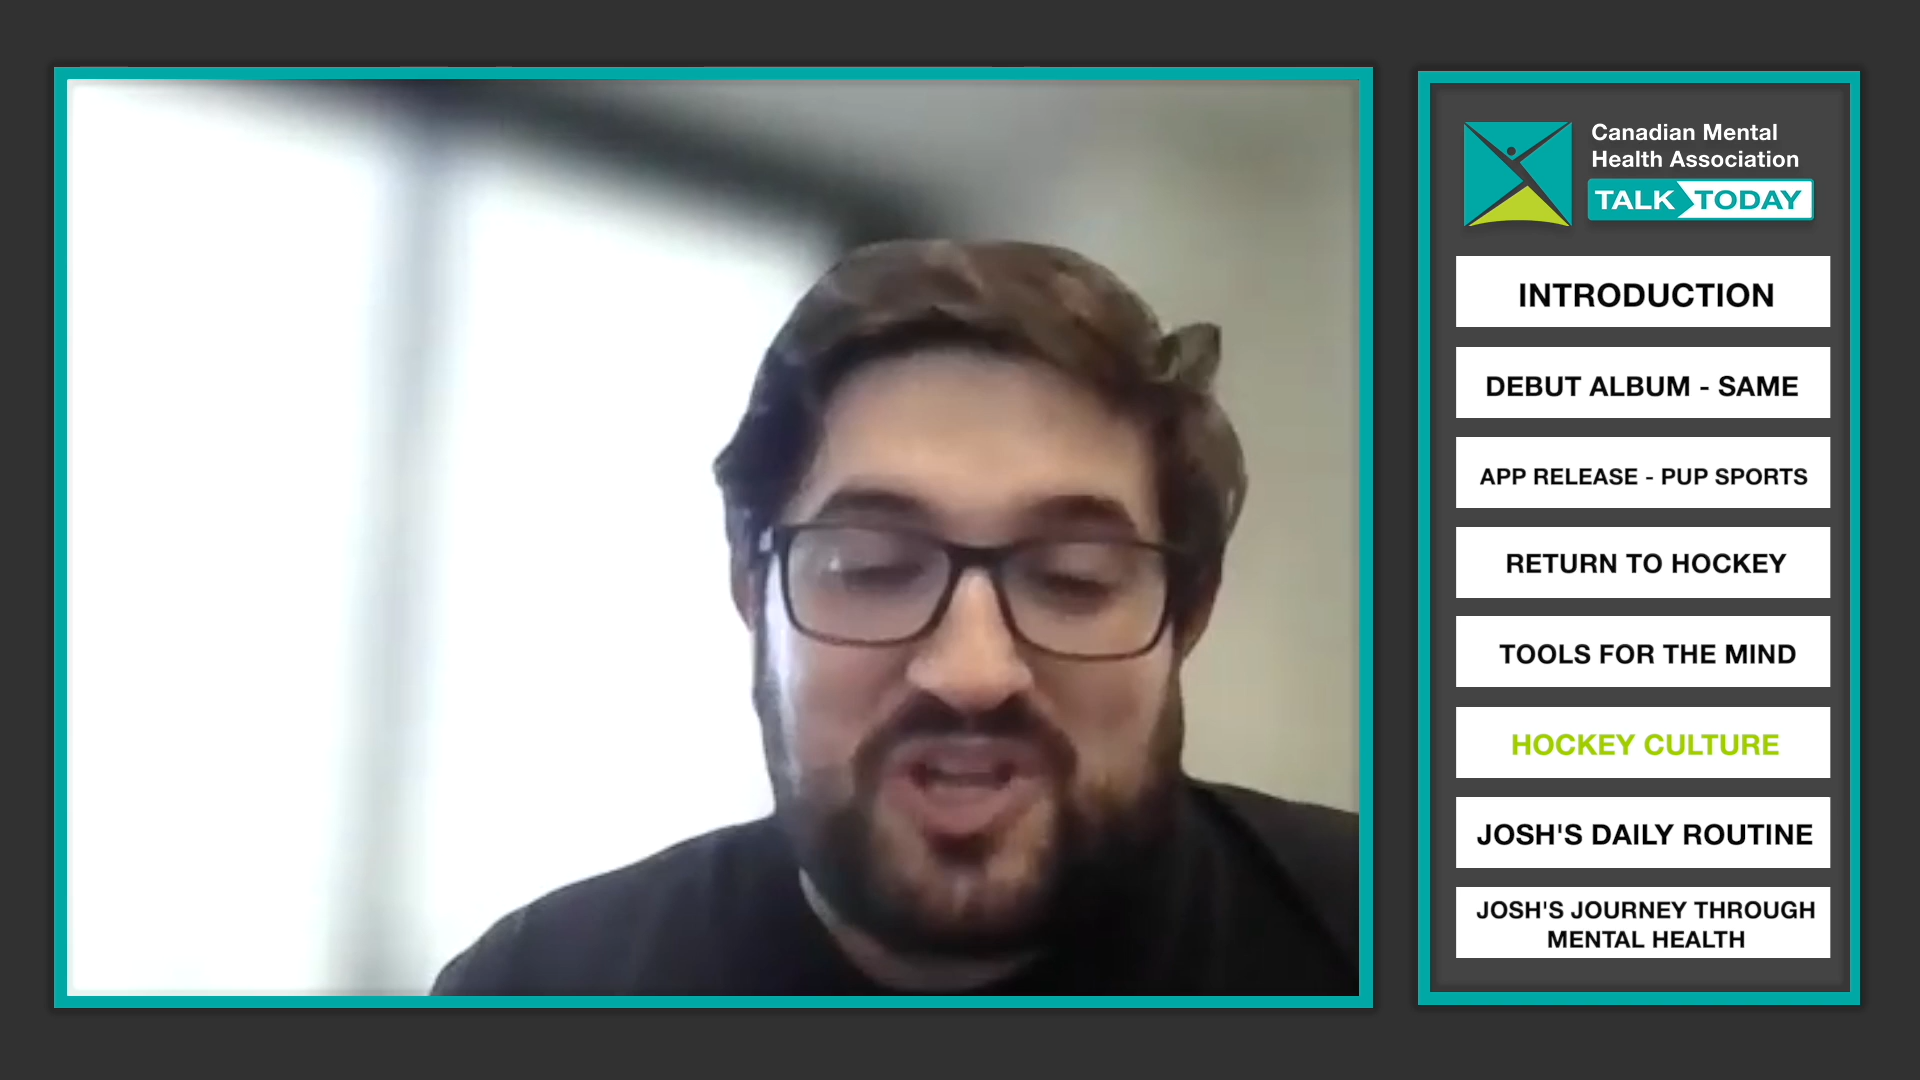 Canadian Mental
Health Association
TALK TODAY
INTRODUCTION
DEBUT ALBUM - SAME
APP RELEASE - PUP SPORTS
RETURN TO HOCKEY
TOOLS FOR THE MIND
HOCKEY CULTURE
JOSH'S DAILY ROUTINE
JOSH'S JOURNEY THROUGH
MENTAL HEALTH